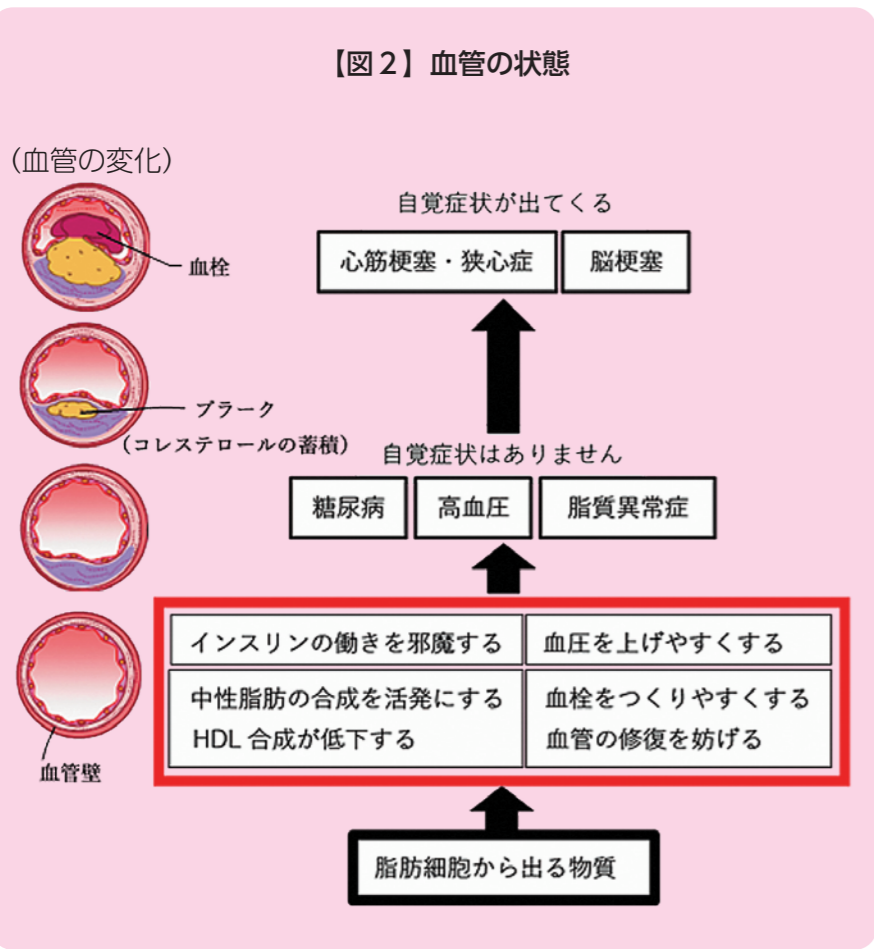 【図２】血管の状態
（血管の変化）
自覚症状が出てくる
心筋梗塞・狭心症
脳梗塞
血栓
プラーク
（コレステロールの蓄積）
自覚症状はありません
糖尿病
高血圧
脂質異常症
インスリンの働きを邪魔する
血圧を上げやすくする
中性脂肪の合成を活発にする
HDL 合成が低下する
血栓をつくりやすくする
血管の修復を妨げる
血管壁
脂肪細胞から出る物質